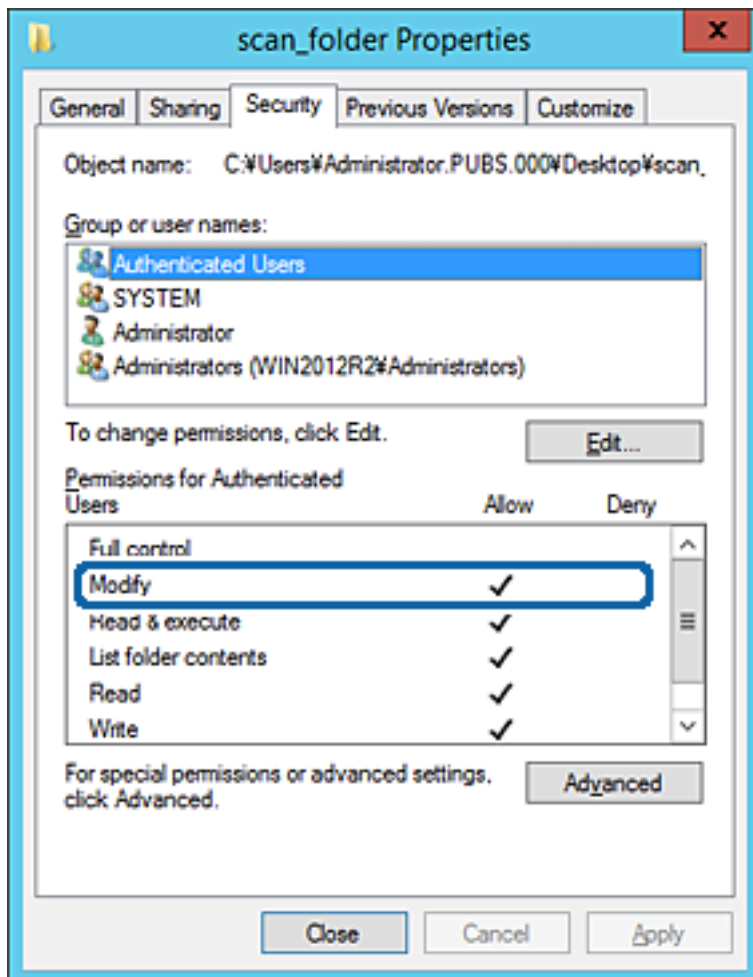 scan_folder Properties
x
General Sharing Security Previous Versions Customize
Object name: C:¥Users¥Administrator.PUBS.000¥Desktop¥scan_
Group or user names:
Authenticated Users
SYSTEM
Administrator
Administrators (WIN2012R2¥Administrators)
To change permissions, click Edit.
Edit...
Permissions for Authenticated
Users Allow Deny
Full control
Modify
Read & execute
List folder contents
Read
Write
For special permissions or advanced settings,
click Advanced.
Advanced
Close Cancel Apply